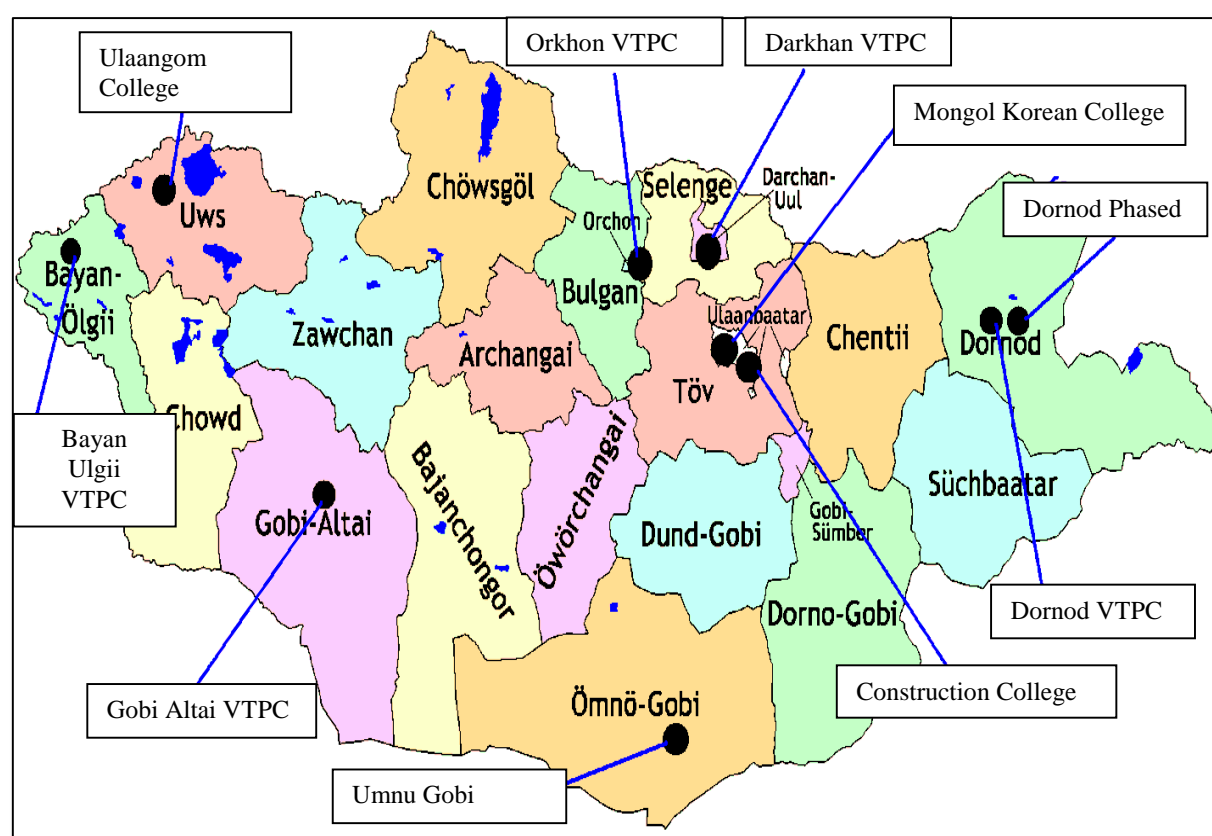 Orkhon VTPC
Darkhan VTPC
Ulaangom
College
Mongol Korean College
Dornod Phased
Chöwsgöl
Selenge
Darchan-
Uul
Uws
Orchon
Bayan-
Ölgii
Bulgan
Zawchan
Archangai
Ulaanbaatar
Chentii
Dornod
Töv
Chowd
Bayan
Ulgii
VTPC
Gobi-Altai
Bajanchongor
Öwörchangai
Dund-Gobi
Gobi-
Sümber
Süchbaatar
Dorno-Gobi
Dornod VTPC
Gobi Altai VTPC
Ömnö-Gobi
Construction College
Umnu Gobi